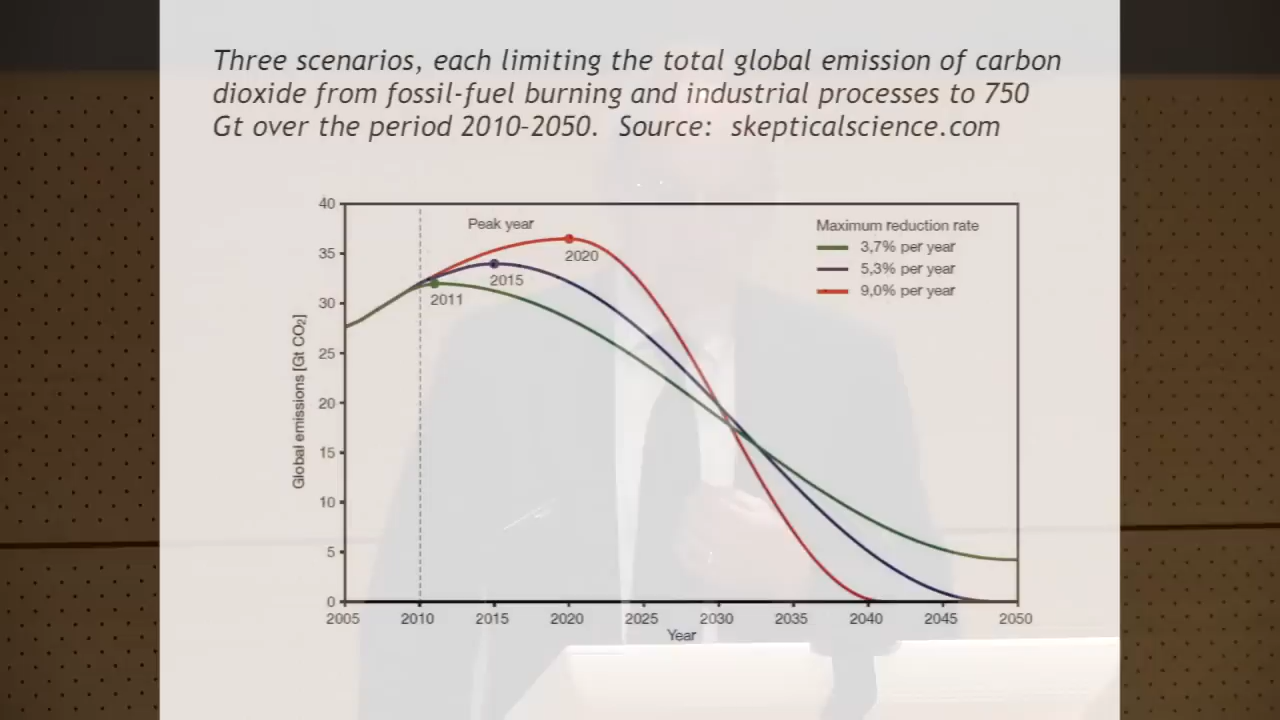 Three scenarios, each limiting the total global emission of carbon
dioxide from fossil-fuel burning and industrial processes to 750
Gt over the period 2010–2050. Source: skepticalscience.com
40
Peak year
Maximum reduction rate
3,7% per year
5,3% per year
9,0% per year
35
2020
2015
2011
30
25
20
15
10
5
0
Global emissions [Gt CO₂]
2005 2010 2015 2020 2025 2030 2035 2040 2045 2050
Year